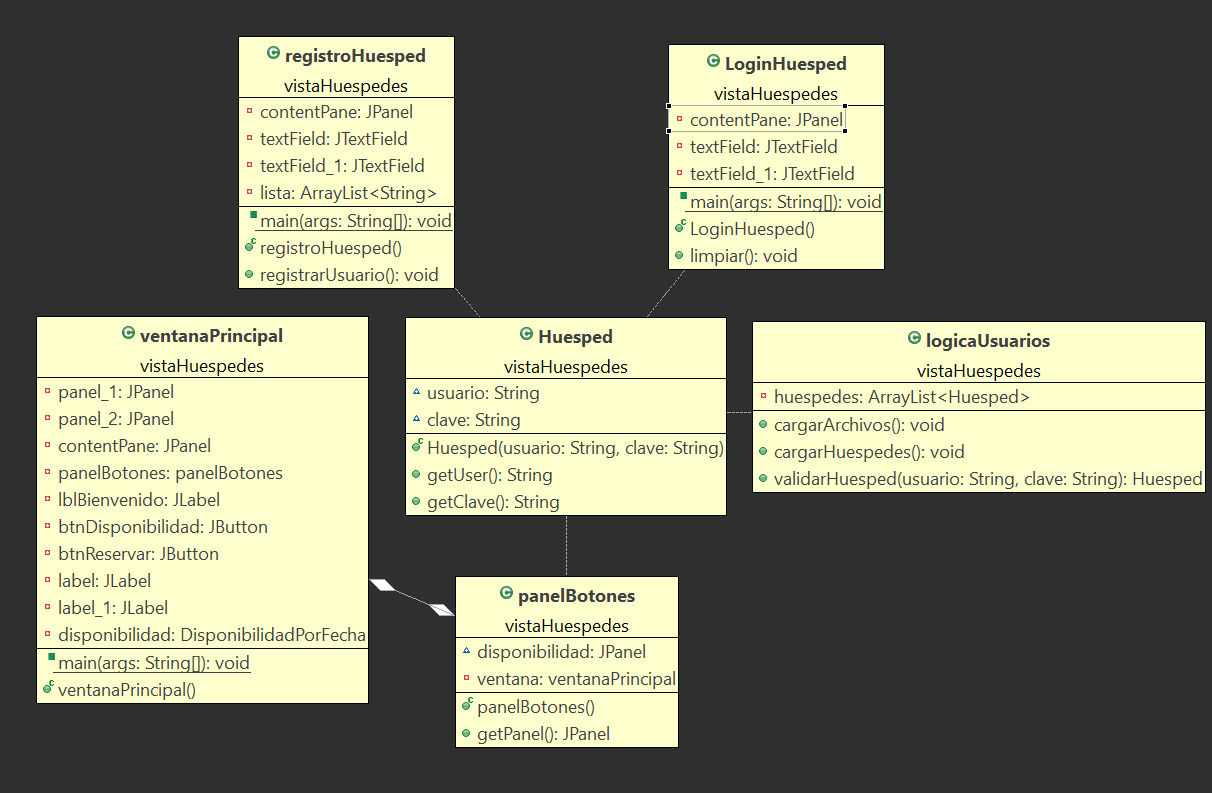 registroHuesped
vistaHuespedes
contentPane: JPanel
textField: JTextField
textField_1: JTextField
lista: ArrayList<String>
main(args: String[]): void
registroHuesped()
registrarUsuario(): void
LoginHuesped
vistaHuespedes
contentPane: JPanel
textField: JTextField
textField_1: JTextField
main(args: String[]): void
LoginHuesped()
limpiar(): void
ventanaPrincipal
vistaHuespedes
panel_1: JPanel
panel_2: JPanel
contentPane: JPanel
panelBotones: panelBotones
lblBienvenido: JLabel
btnDisponibilidad: JButton
btnReservar: JButton
label: JLabel
label_1: JLabel
disponibilidad: DisponibilidadPorFecha
main(args: String[]): void
ventanaPrincipal()
Huesped
vistaHuespedes
usuario: String
clave: String
Huesped(usuario: String, clave: String)
getUser(): String
getClave(): String
logicaUsuarios
vistaHuespedes
huespedes: ArrayList<Huesped>
cargarArchivos(): void
cargarHuespedes(): void
validarHuesped(usuario: String, clave: String): Huesped
panelBotones
vistaHuespedes
disponibilidad: JPanel
ventana: ventanaPrincipal
panelBotones()
getPanel(): JPanel